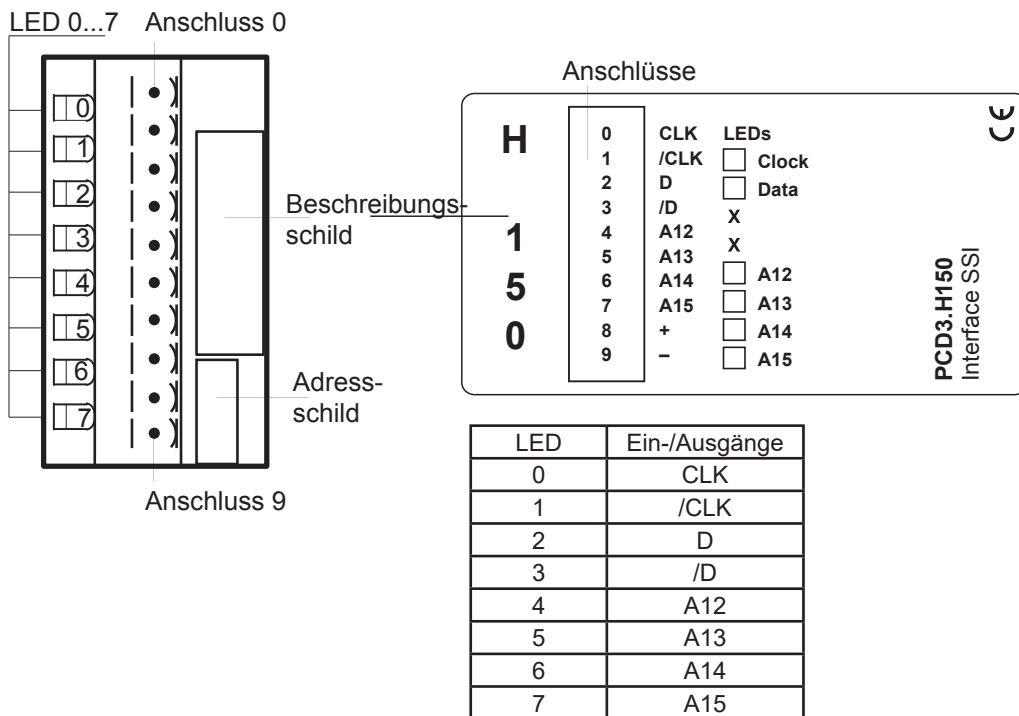 LED 0...7 Anschluss 0
0
1
2
3
4
5
6
7
Beschreibungs-
schild
Adress-
schild
Anschluss 9
Anschlüsse
H
1
5
0
0 CLK LEDs
1 /CLK Clock
2 D Data
3 /D X
4 A12 X
5 A13 A12
6 A14 A13
7 A15 A14
8 + A15
9 –
CE
PCD3.H150
Interface SSI
LED Ein-/Ausgänge
0 CLK
1 /CLK
2 D
3 /D
4 A12
5 A13
6 A14
7 A15